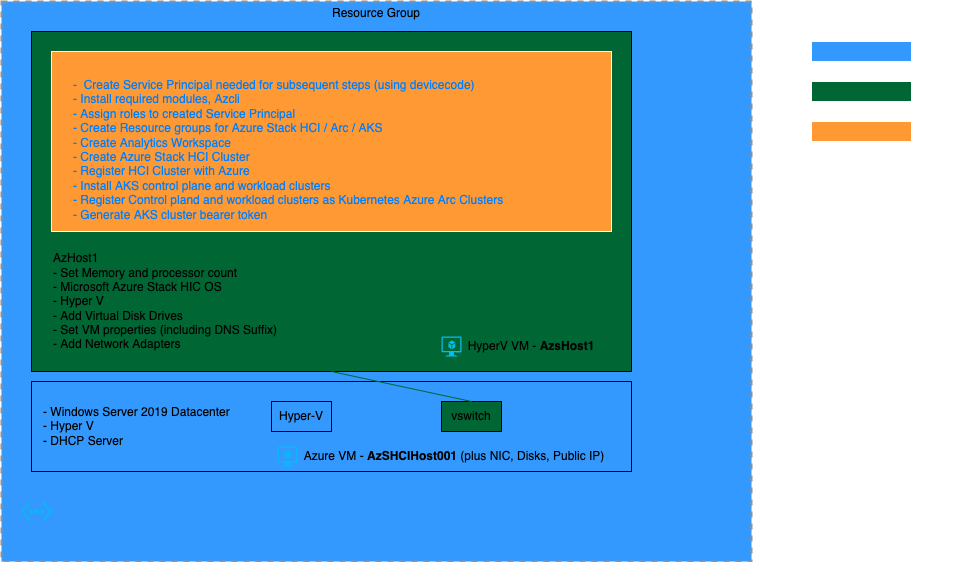 Resource Group
-  Create Service Principal needed for subsequent steps (using devicecode)
- Install required modules, Azcli
- Assign roles to created Service Principal
- Create Resource groups for Azure Stack HCI / Arc / AKS
- Create Analytics Workspace
- Create Azure Stack HCI Cluster
- Register HCI Cluster with Azure
- Install AKS control plane and workload clusters
- Register Control pland and workload clusters as Kubernetes Azure Arc Clusters
- Generate AKS cluster bearer token
AzHost1
- Set Memory and processor count
- Microsoft Azure Stack HIC OS
- Hyper V
- Add Virtual Disk Drives
- Set VM properties (including DNS Suffix)
- Add Network Adapters
HyperV VM - AzsHost1
- Windows Server 2019 Datacenter
- Hyper V
- DHCP Server
Hyper-V
vswitch
Azure VM - AzSHCIHost001 (plus NIC, Disks, Public IP)